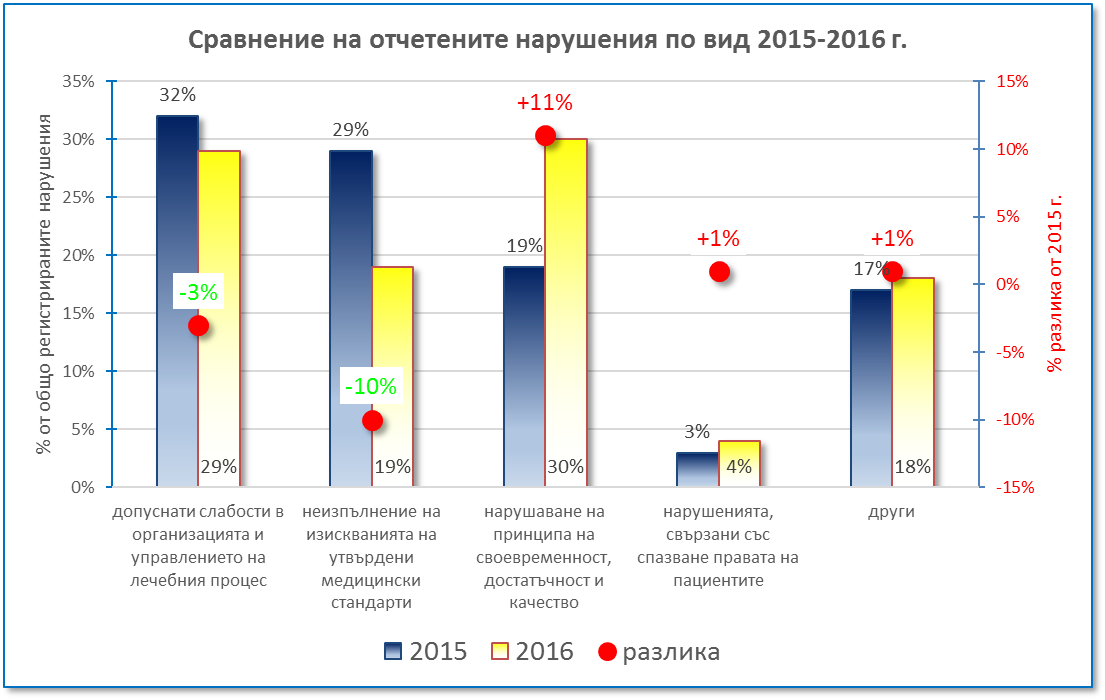 Сравнение на отчетените нарушения по вид 2015-2016 г.
% от общо регистрираните нарушения
35%
30%
25%
20%
15%
10%
5%
0%
15%
10%
5%
0%
-5%
-10%
-15%
% разлика от 2015 г.
32%
29%
19%
3%
17%
29%
19%
30%
4%
18%
-3%
-10%
+11%
+1%
+1%
допуснати слабости в
организацията и
управлението на
лечебния процес
неизпълнение на
изискванията на
утвърдени
медицински
стандарти
нарушаване на
принципа на
своевременност,
достатъчност и
качество
нарушенията,
свързани със
спазване правата на
пациентите
други
2015
2016
разлика